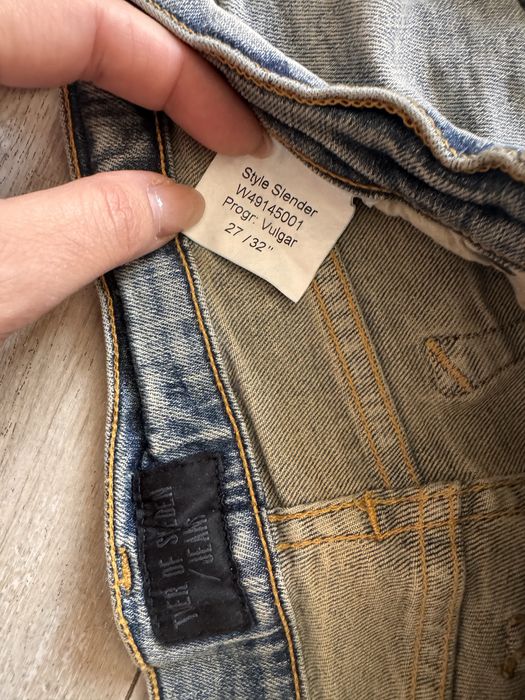 Style Slender
W49145001
Progr: Vulgar
27 /32"
TIGER OF SWEDEN
/JEANS